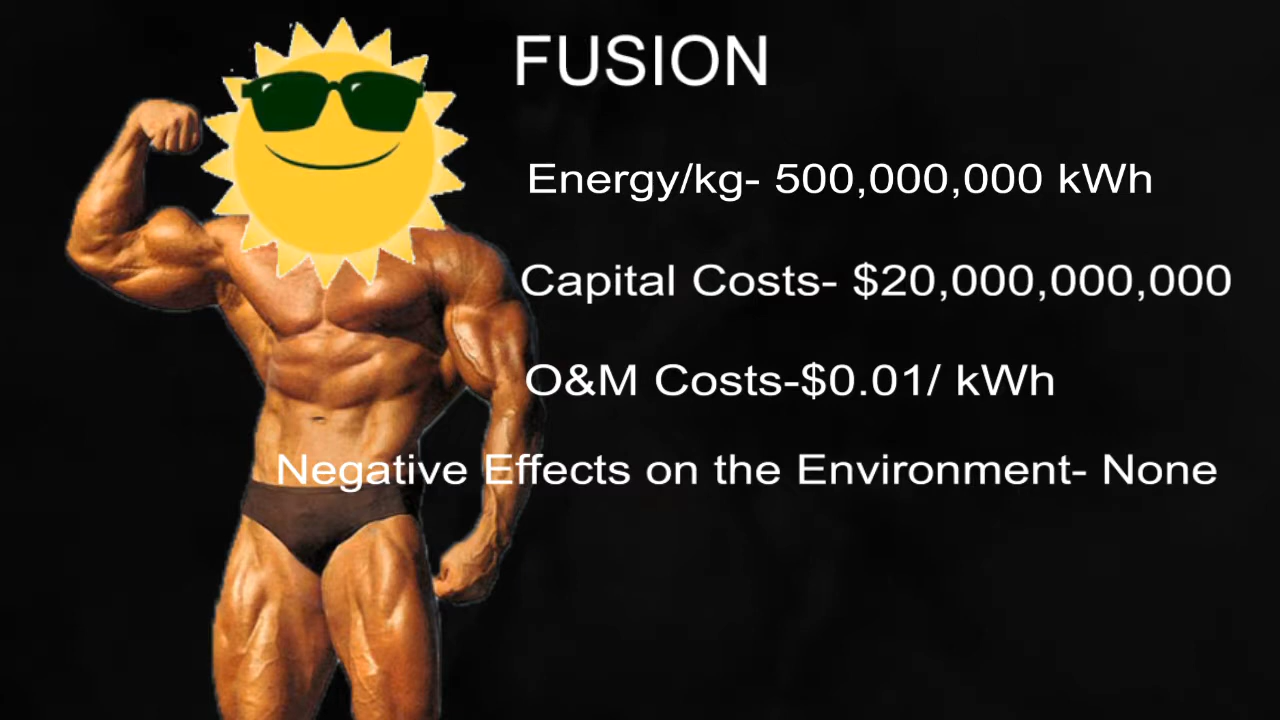 FUSION
Energy/kg- 500,000,000 kWh
Capital Costs- $20,000,000,000
O&M Costs-$0.01/ kWh
Negative Effects on the Environment- None